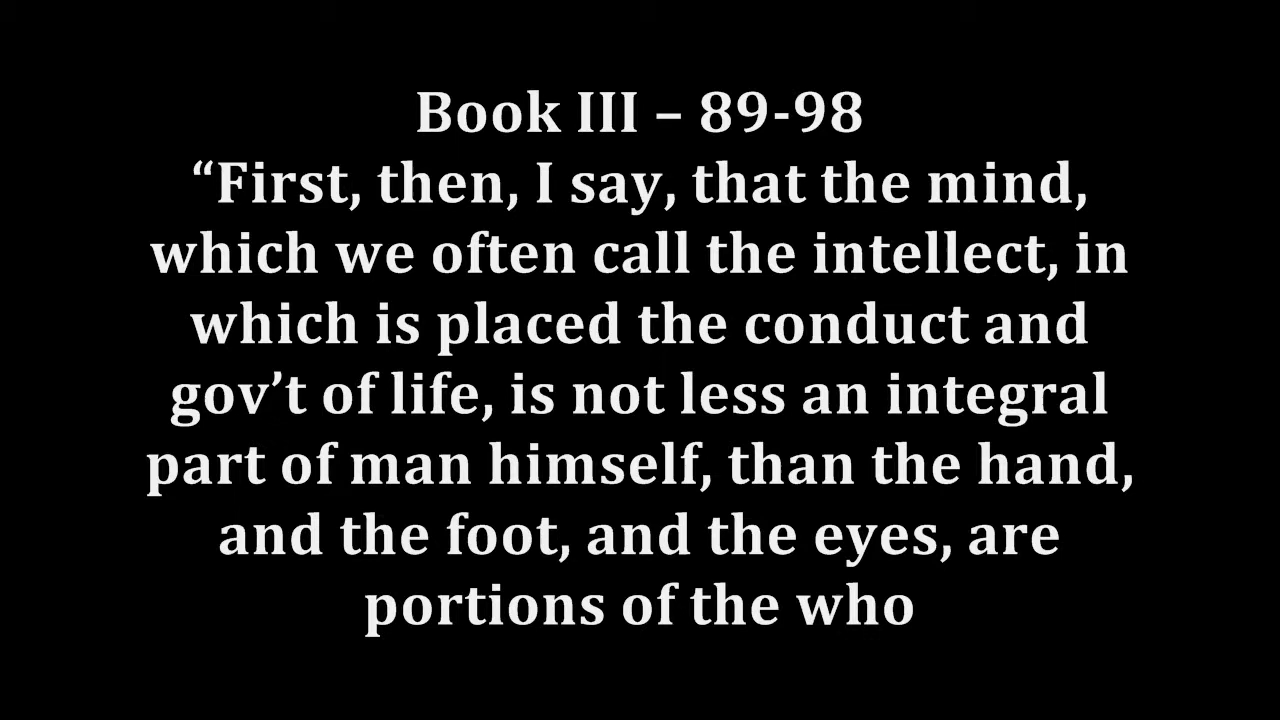 Book III – 89-98
“First, then, I say, that the mind,
which we often call the intellect, in
which is placed the conduct and
gov’t of life, is not less an integral
part of man himself, than the hand,
and the foot, and the eyes, are
portions of the who